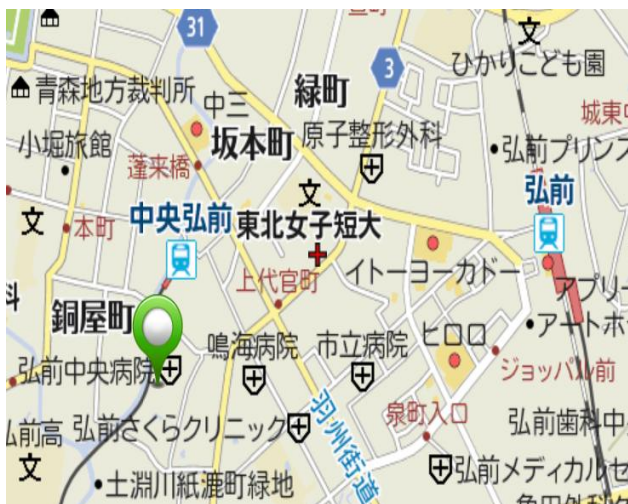 31
青森地方裁判所
中三
緑町
3
ひかりこども園
小堀旅館
坂本町
原子整形外科
城東中
弘前プリンス
蓬来橋
本町
中央弘前
東北女子短大
弘前
上代官町
イトーヨーカドー
アプリー
銅屋町
鳴海病院
市立病院
ヒロロ
アートホ
弘前中央病院
ジョッパル前
羽州街道
泉町入口
弘前高
弘前さくらクリニック
弘前歯科中
土淵川紙漉町緑地
弘前メディカルセ